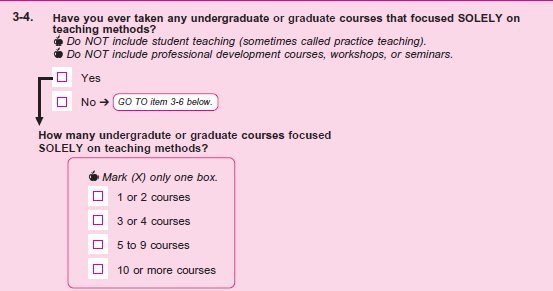 3-4. Have you ever taken any undergraduate or graduate courses that focused SOLELY on
teaching methods?
Do NOT include student teaching (sometimes called practice teaching).
Do NOT include professional development courses, workshops, or seminars.
Yes
No ➔ GO TO item 3-6 below.
How many undergradute or graduate courses focused
SOLELY on teaching methods?
Mark (X) only one box.
1 or 2 courses
3 or 4 courses
5 to 9 courses
10 or more courses